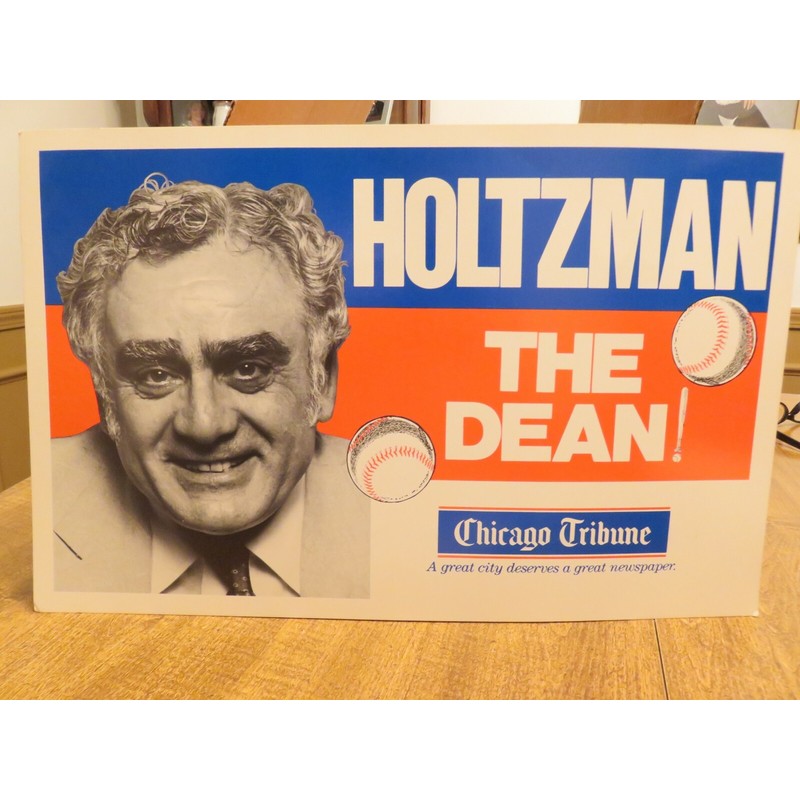 HOLTZMAN
THE
DEAN!
Chicago Tribune
A great city deserves a great newspaper.